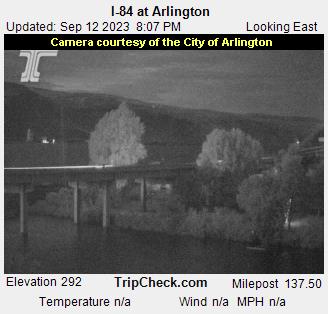 I-84 at Arlington
Updated: Sep 12 2023 8:07 PM Looking East
Camera courtesy of the City of Arlington
Elevation 292 TripCheck.com Milepost 137.50
Temperature n/a Wind n/a MPH n/a